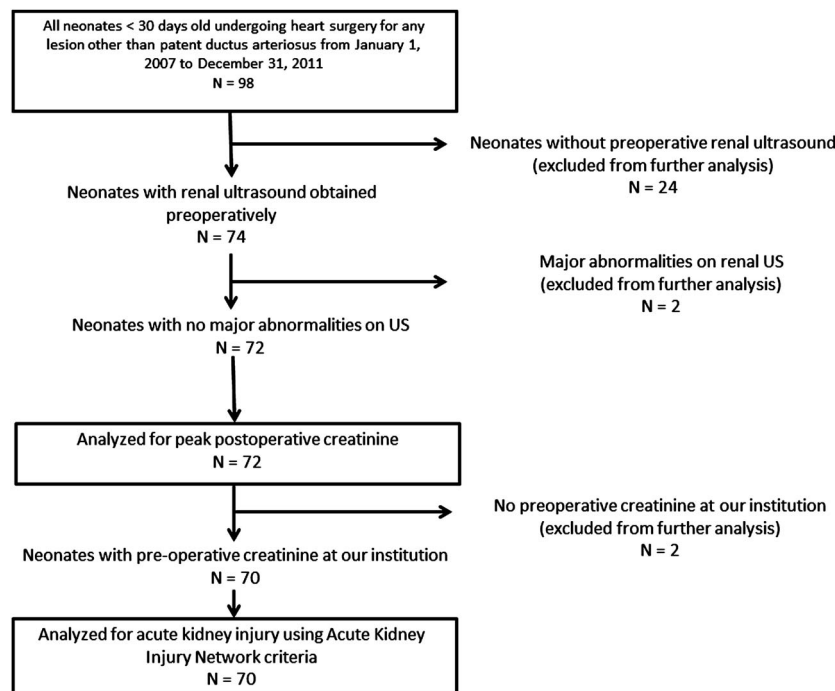 All neonates < 30 days old undergoing heart surgery for any
lesion other than patent ductus arteriosus from January 1,
2007 to December 31, 2011
N = 98
Neonates without preoperative renal ultrasound
(excluded from further analysis)
N = 24
Neonates with renal ultrasound obtained
preoperatively
N = 74
Major abnormalities on renal US
(excluded from further analysis)
N = 2
Neonates with no major abnormalities on US
N = 72
Analyzed for peak postoperative creatinine
N = 72
No preoperative creatinine at our institution
(excluded from further analysis)
N = 2
Neonates with pre-operative creatinine at our institution
N = 70
Analyzed for acute kidney injury using Acute Kidney
Injury Network criteria
N = 70